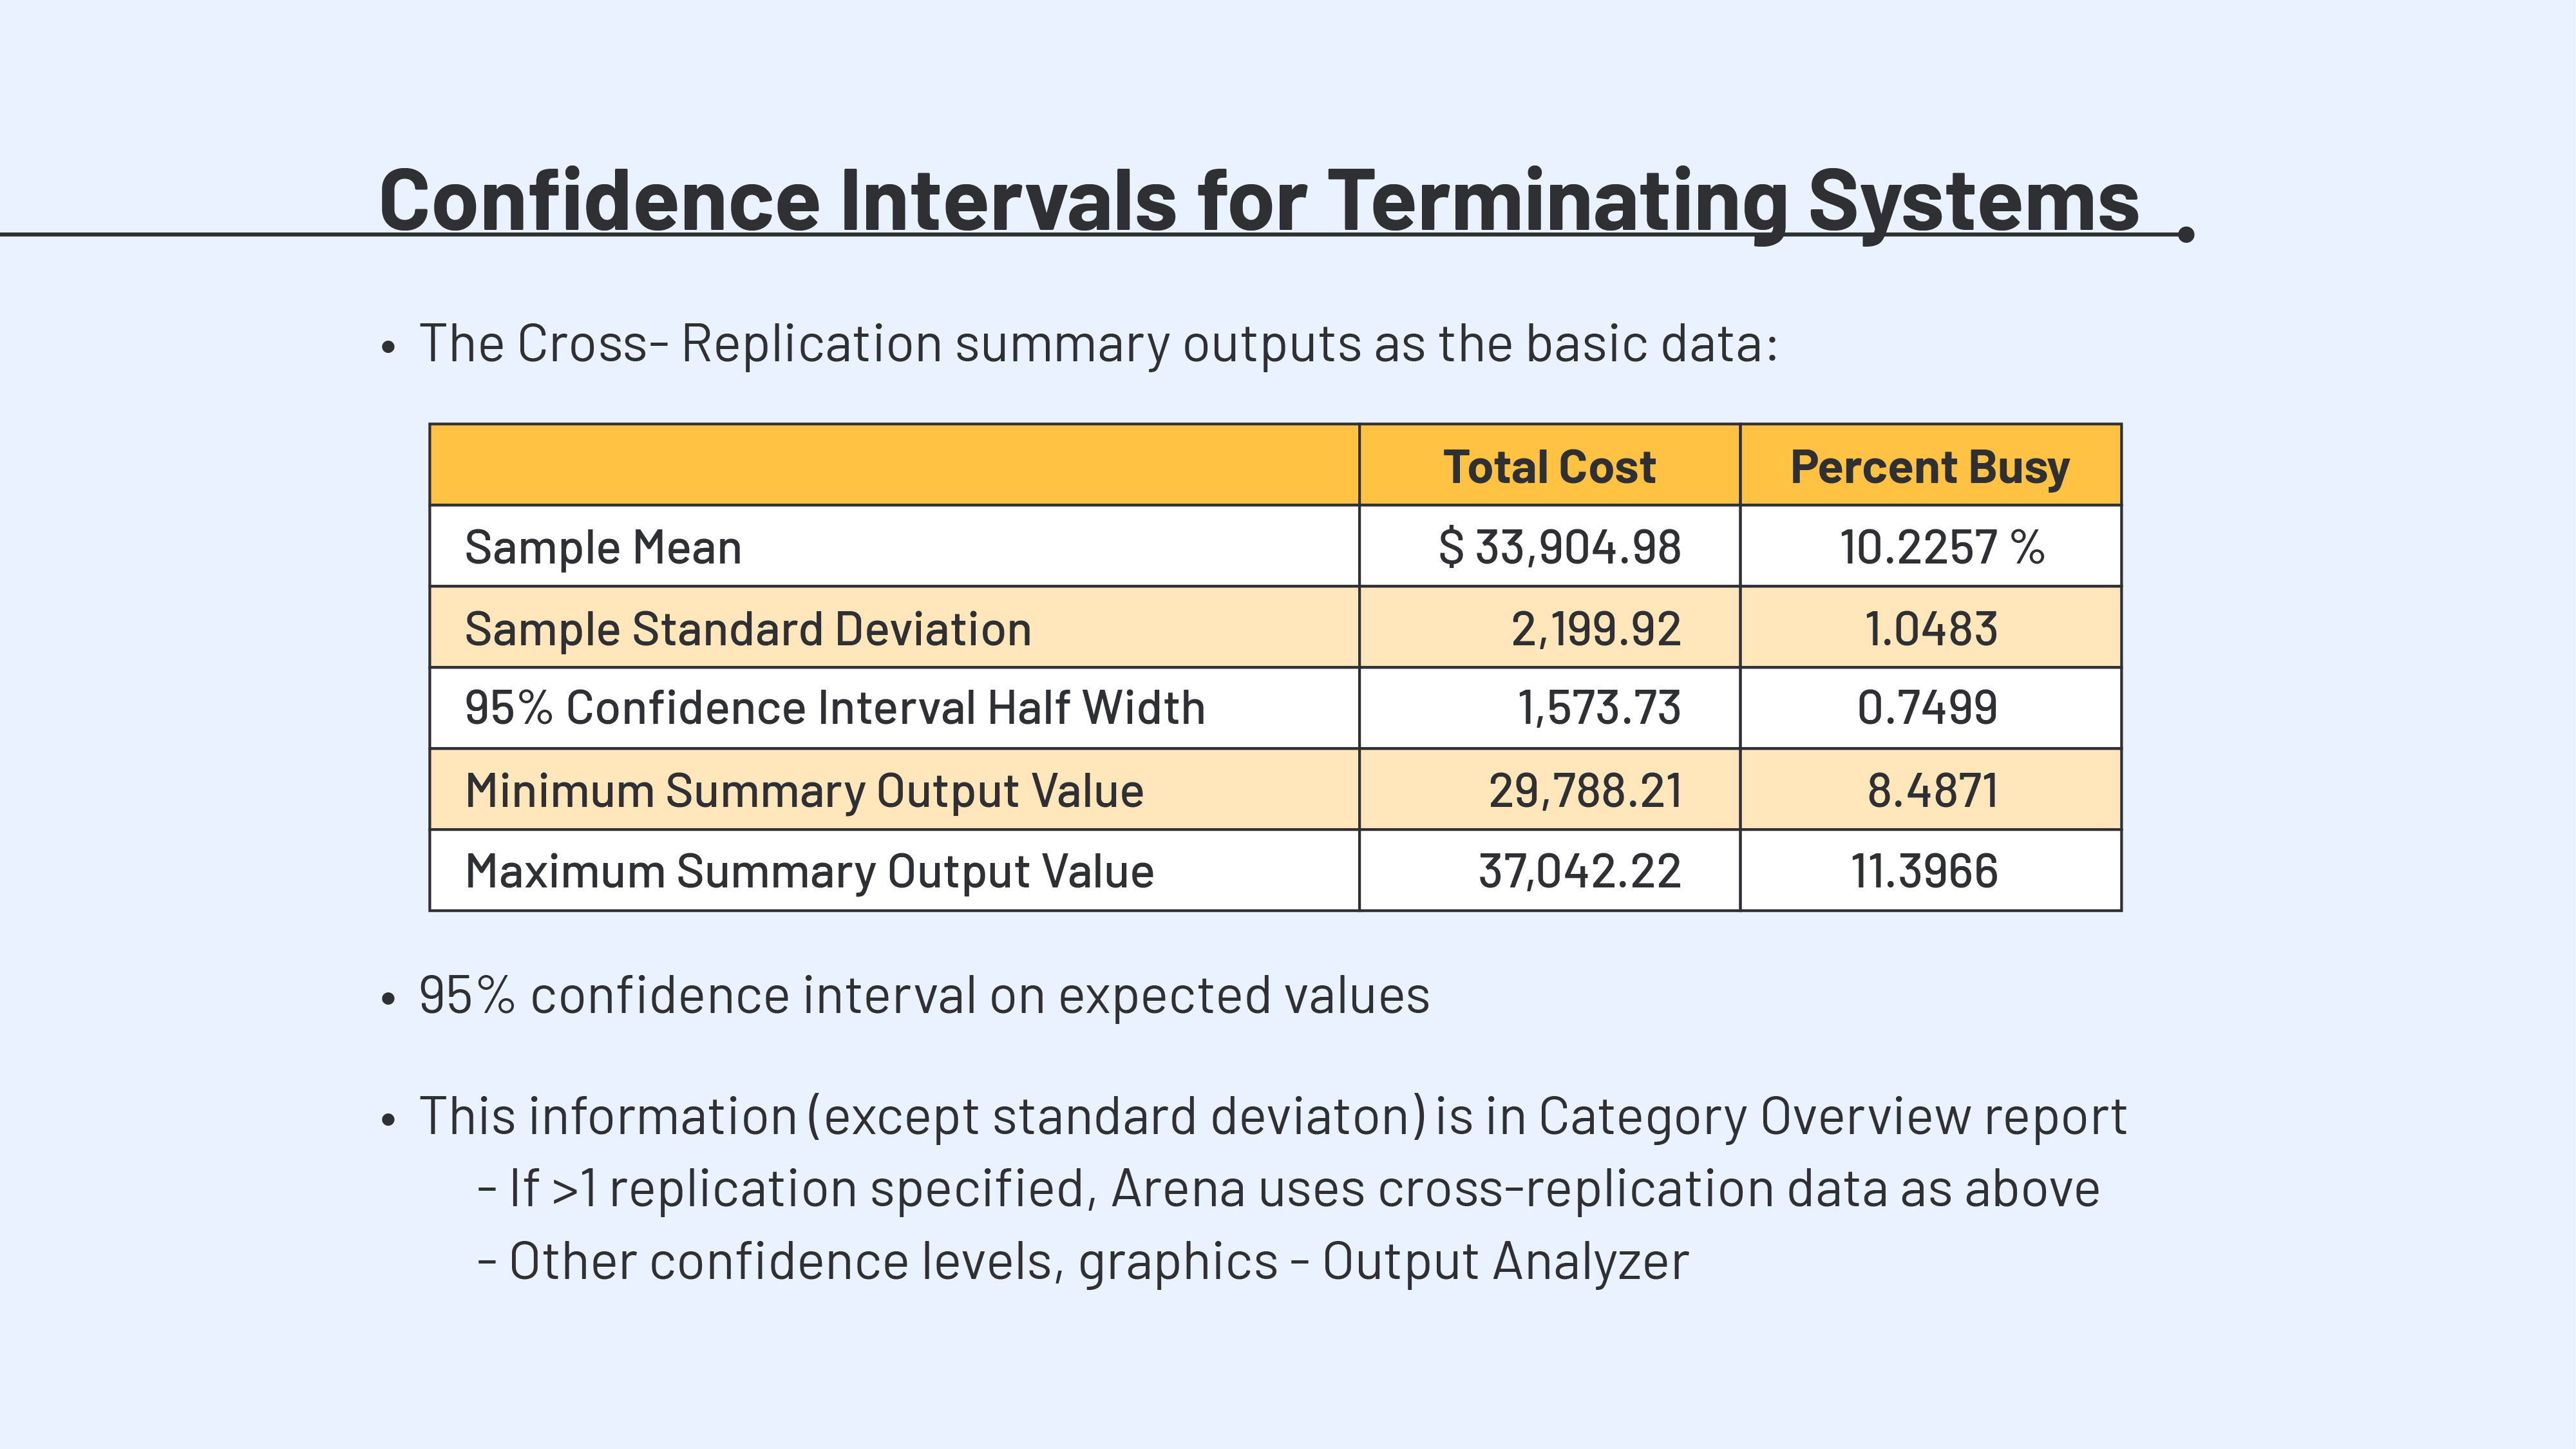 Confidence Intervals for Terminating Systems
• The Cross- Replication summary outputs as the basic data:
Total Cost Percent Busy
Sample Mean $ 33,904.98 10.2257 %
Sample Standard Deviation 2,199.92 1.0483
95% Confidence Interval Half Width 1,573.73 0.7499
Minimum Summary Output Value 29,788.21 8.4871
Maximum Summary Output Value 37,042.22 11.3966
• 95% confidence interval on expected values
• This information (except standard deviaton) is in Category Overview report
- If >1 replication specified, Arena uses cross-replication data as above
- Other confidence levels, graphics - Output Analyzer